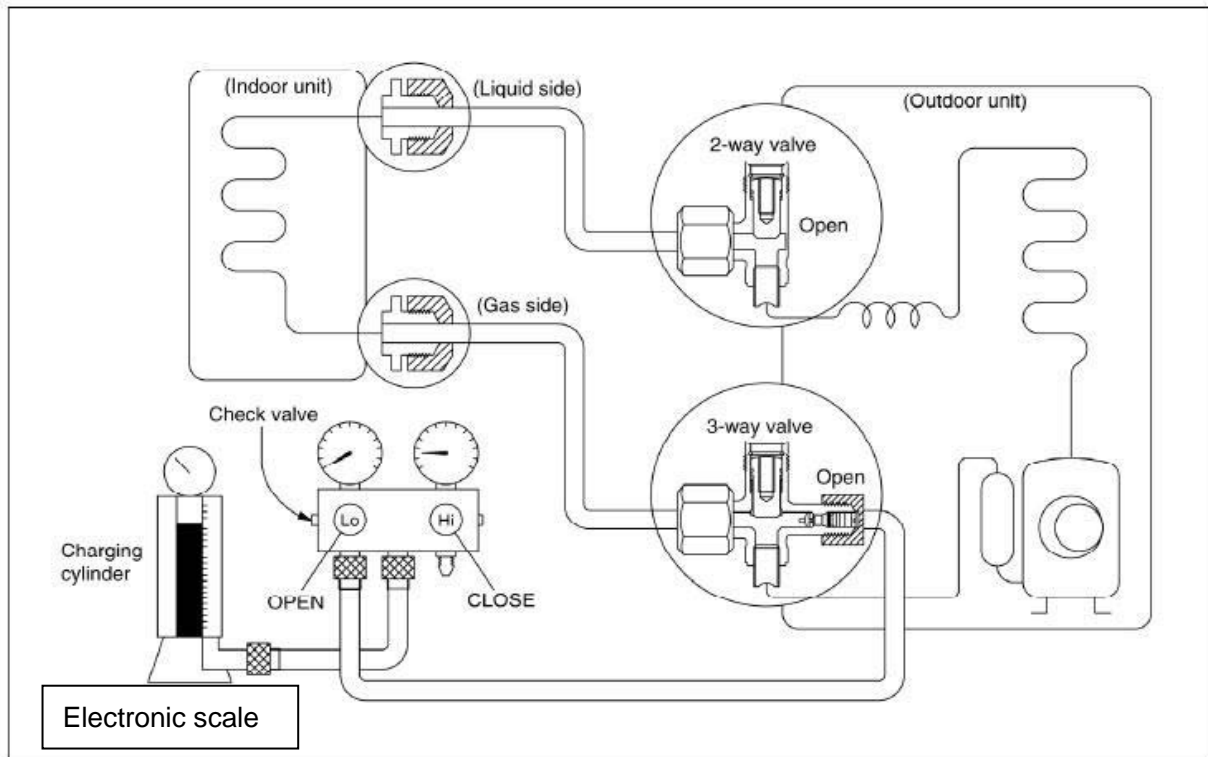 (Indoor unit)
(Liquid side)
(Outdoor unit)
2-way valve
Open
(Gas side)
Check valve
3-way valve
Open
Lo
Hi
Charging
cylinder
OPEN
CLOSE
Electronic scale